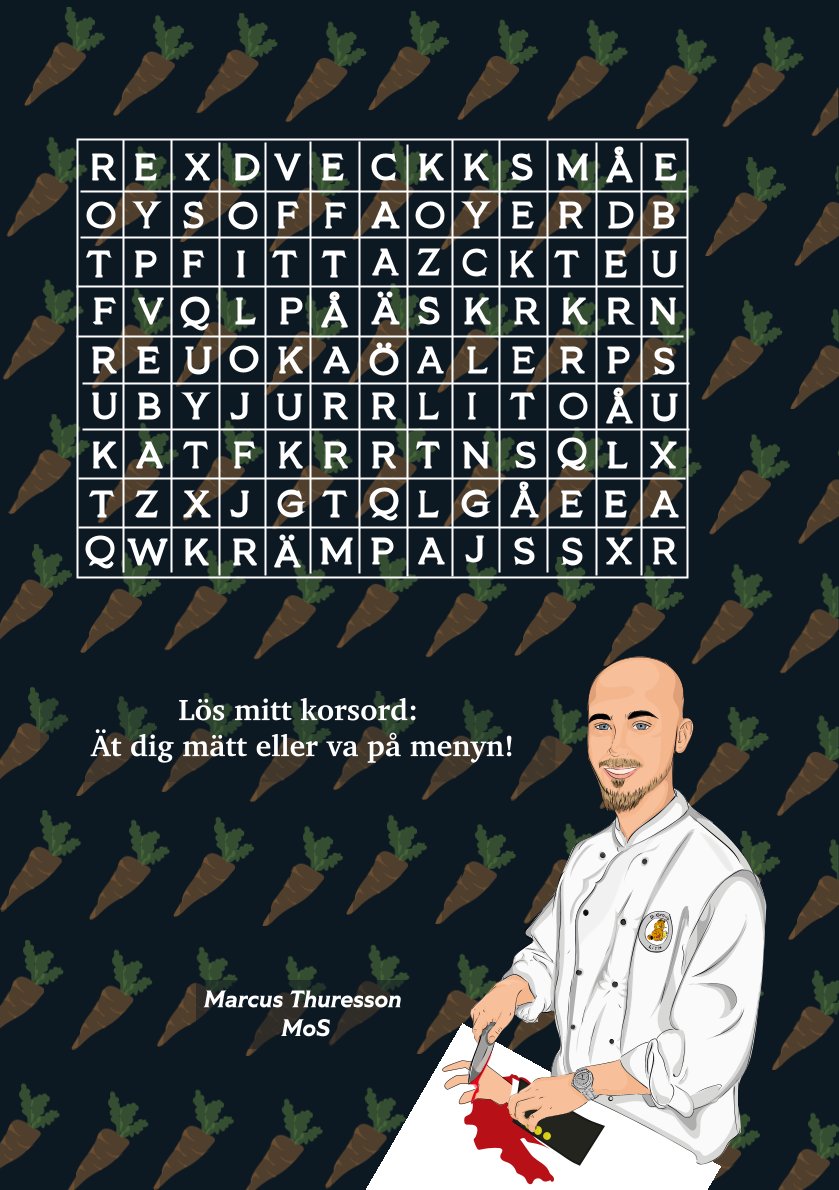 R E X D V E C K K S M Å E
O Y S O F F A O Y E R D B
T P F I T T A Z C K T E U
F V Q L P Å Ä S K R K R N
R E U O K A Ö A L E R P S
U B Y J U R R L I T O Å U
K A T F K R R T N S Q L X
T Z X J G T Q L G Å E E A
Q W K R Ä M P A J S S X R
Lös mitt korsord:
Ät dig mätt eller va på menyn!
Marcus Thuresson
MoS